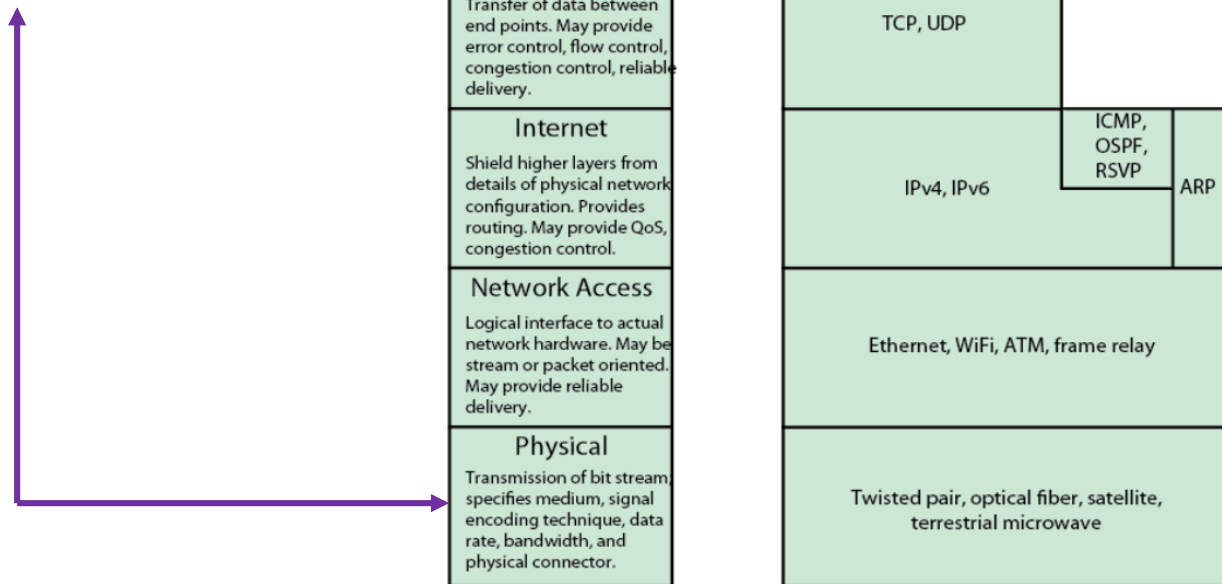 Transfer of data between
end points. May provide
error control, flow control,
congestion control, reliable
delivery.
TCP, UDP
Internet
Shield higher layers from
details of physical network
configuration. Provides
routing. May provide QoS,
congestion control.
IPv4, IPv6
ICMP,
OSPF,
RSVP
ARP
Network Access
Logical interface to actual
network hardware. May be
stream or packet oriented.
May provide reliable
delivery.
Ethernet, WiFi, ATM, frame relay
Physical
Transmission of bit stream;
specifies medium, signal
encoding technique, data
rate, bandwidth, and
physical connector.
Twisted pair, optical fiber, satellite,
terrestrial microwave